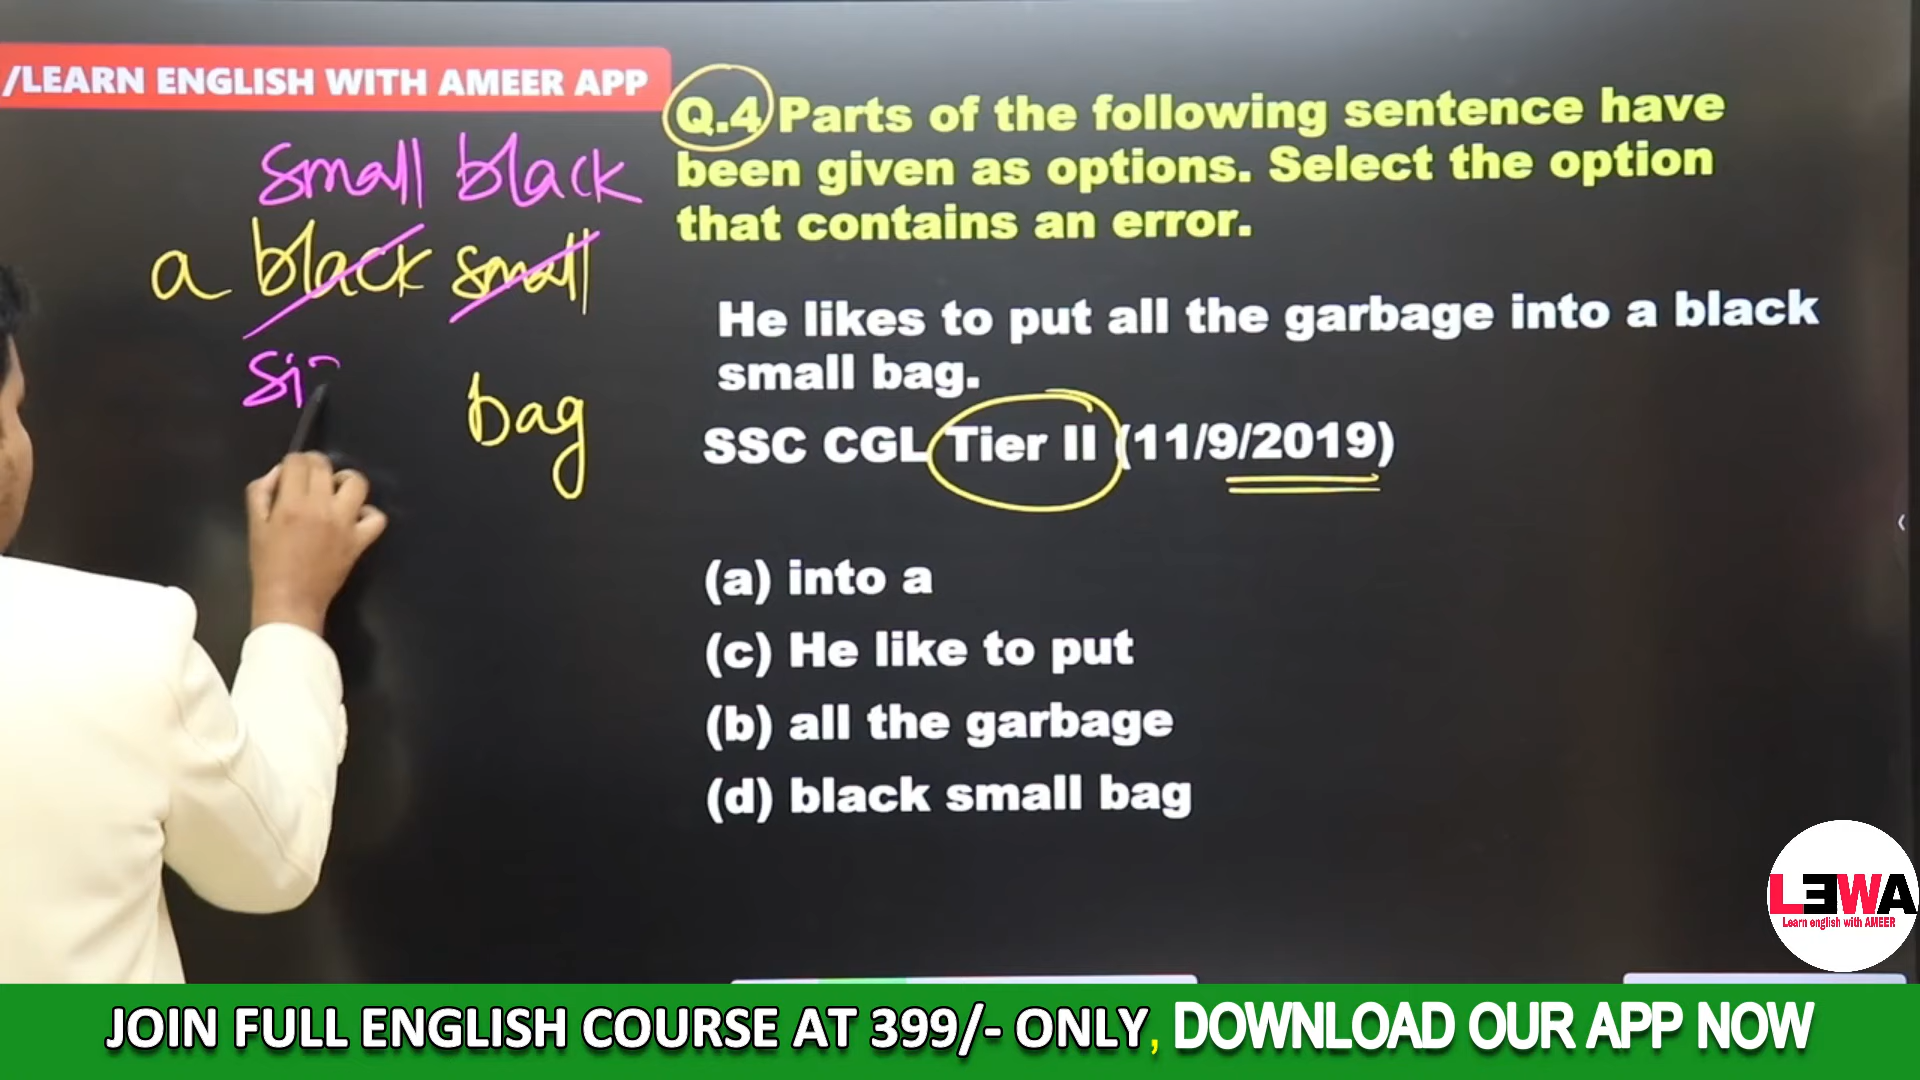 /LEARN ENGLISH WITH AMEER APP
small black
a black small
bag
Q.4 Parts of the following sentence have
been given as options. Select the option
that contains an error.
He likes to put all the garbage into a black
small bag.
SSC CGL Tier II (11/9/2019)
(a) into a
(c) He like to put
(b) all the garbage
(d) black small bag
LEWA
Learn english with AMEER
JOIN FULL ENGLISH COURSE AT 399/- ONLY, DOWNLOAD OUR APP NOW